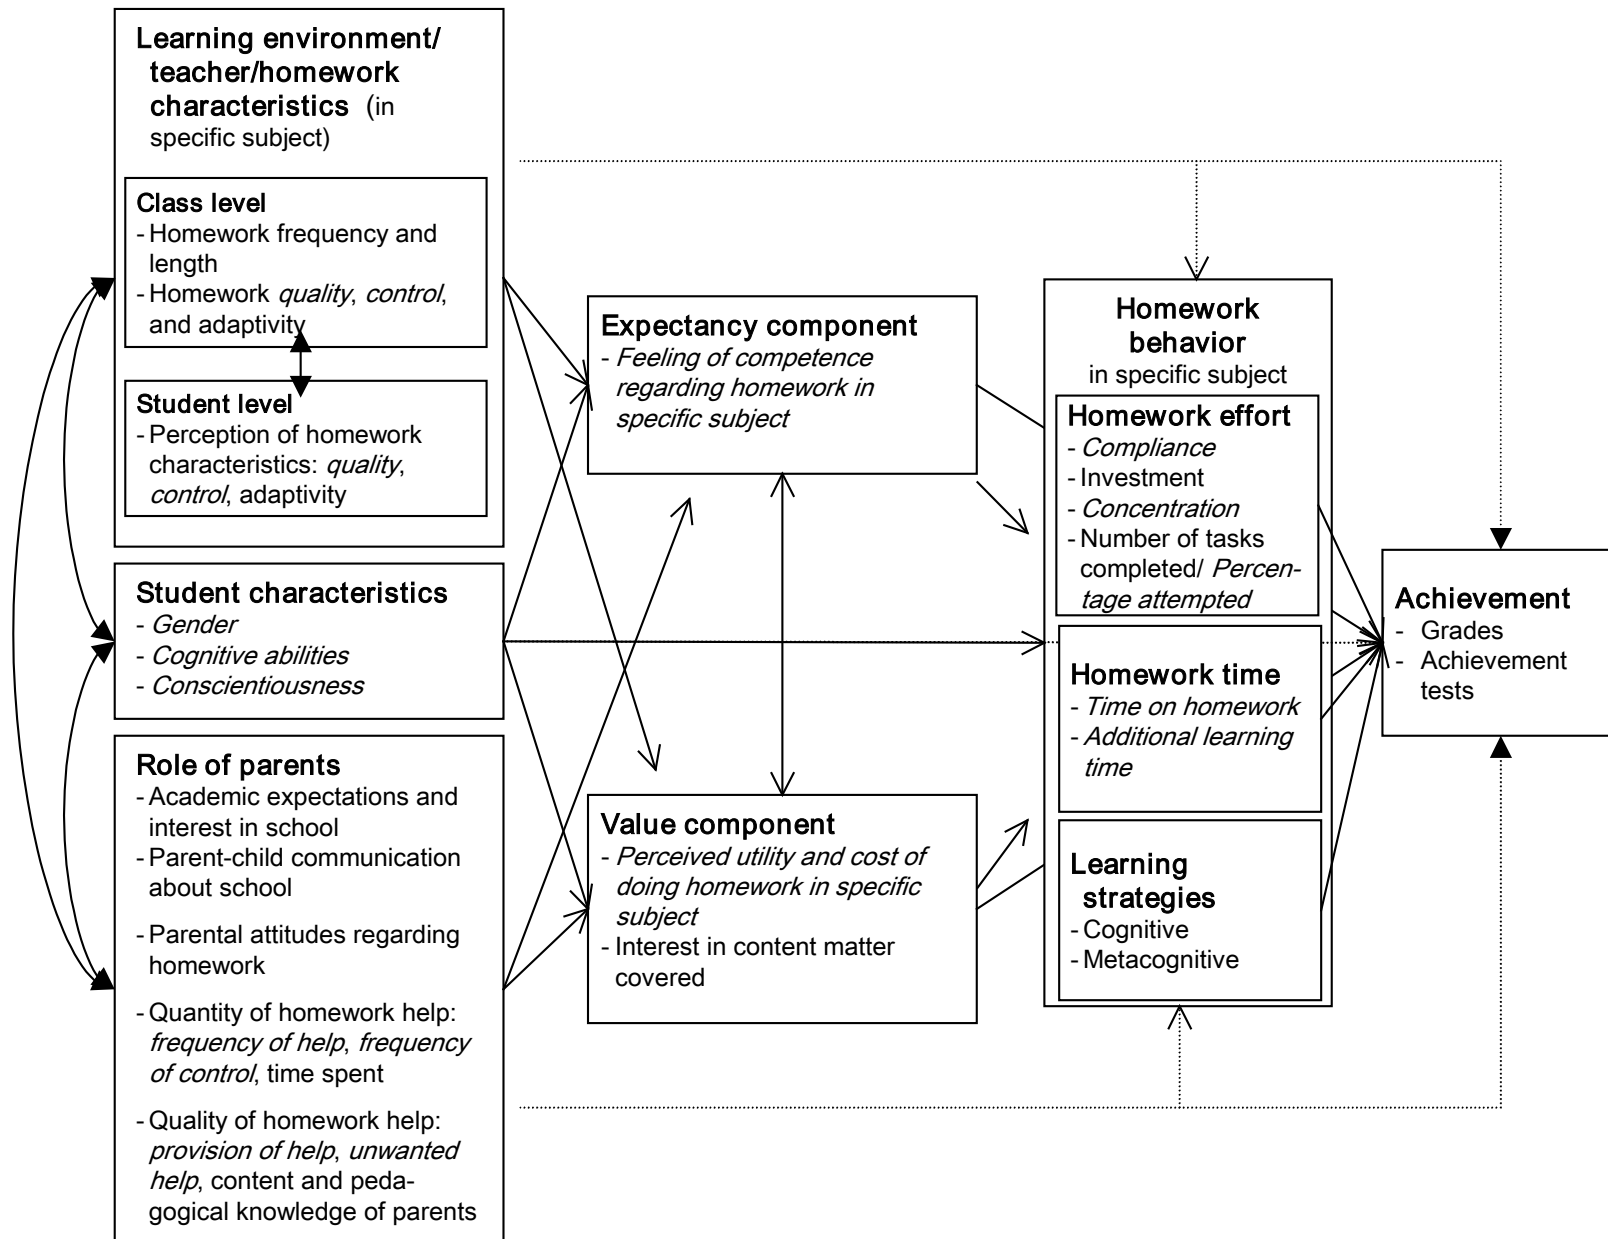 Learning environment/
teacher/homework
characteristics (in
specific subject)
Class level
- Homework frequency and
length
- Homework quality, control,
and adaptivity
Student level
- Perception of homework
characteristics: quality,
control, adaptivity
Student characteristics
- Gender
- Cognitive abilities
- Conscientiousness
Role of parents
- Academic expectations and
interest in school
- Parent-child communication
about school
- Parental attitudes regarding
homework
- Quantity of homework help:
frequency of help, frequency
of control, time spent
- Quality of homework help:
provision of help, unwanted
help, content and peda-
gogical knowledge of parents
Expectancy component
- Feeling of competence
regarding homework in
specific subject
Value component
- Perceived utility and cost of
doing homework in specific
subject
- Interest in content matter
covered
Homework
behavior
in specific subject
Homework effort
- Compliance
- Investment
- Concentration
- Number of tasks
completed/ Percen-
tage attempted
Homework time
- Time on homework
- Additional learning
time
Learning
strategies
- Cognitive
- Metacognitive
Achievement
- Grades
- Achievement
tests